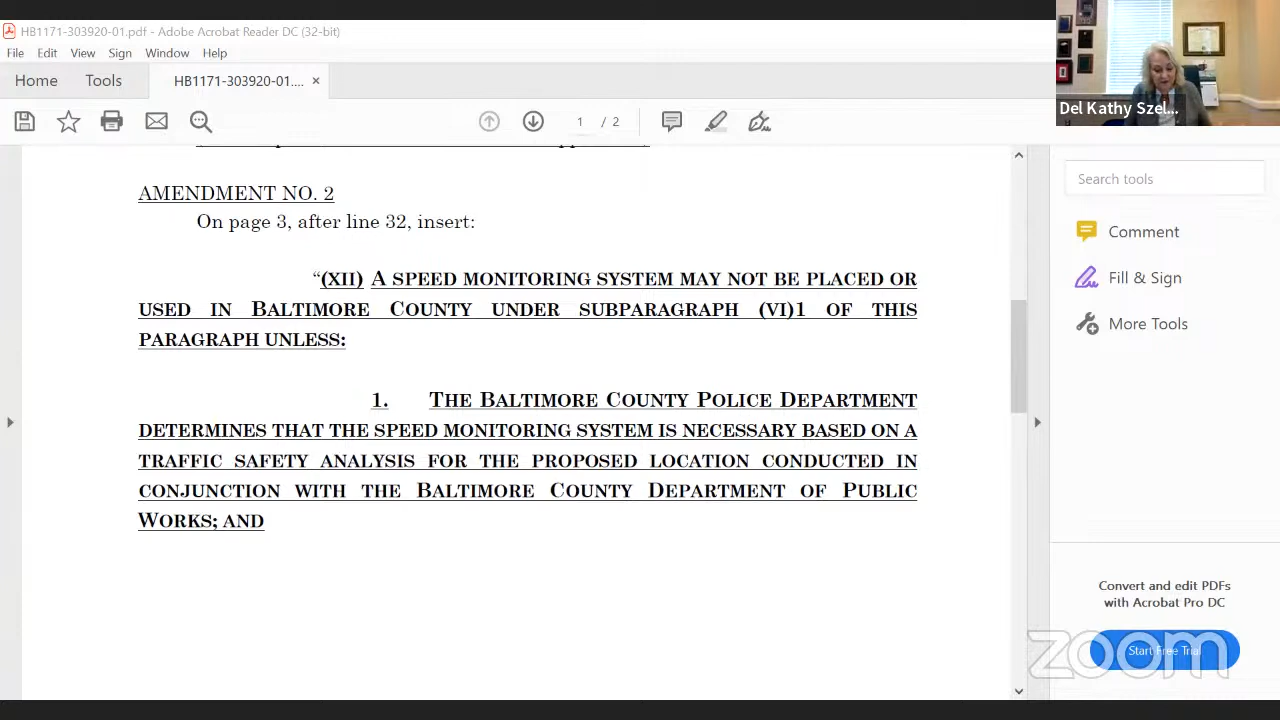 HB1171-303920-01.pdf - Adobe Acrobat Reader DC (32-bit)
File Edit View Sign Window Help
Home Tools HB1171-303920-01.... ×
1 / 2
Del Kathy Szel...
Search tools
Comment
Fill & Sign
More Tools
AMENDMENT NO. 2
On page 3, after line 32, insert:
“(XII) A SPEED MONITORING SYSTEM MAY NOT BE PLACED OR
USED IN BALTIMORE COUNTY UNDER SUBPARAGRAPH (VI)1 OF THIS
PARAGRAPH UNLESS:
1. THE BALTIMORE COUNTY POLICE DEPARTMENT
DETERMINES THAT THE SPEED MONITORING SYSTEM IS NECESSARY BASED ON A
TRAFFIC SAFETY ANALYSIS FOR THE PROPOSED LOCATION CONDUCTED IN
CONJUNCTION WITH THE BALTIMORE COUNTY DEPARTMENT OF PUBLIC
WORKS; AND
Convert and edit PDFs
with Acrobat Pro DC
Start Free Trial
zoom